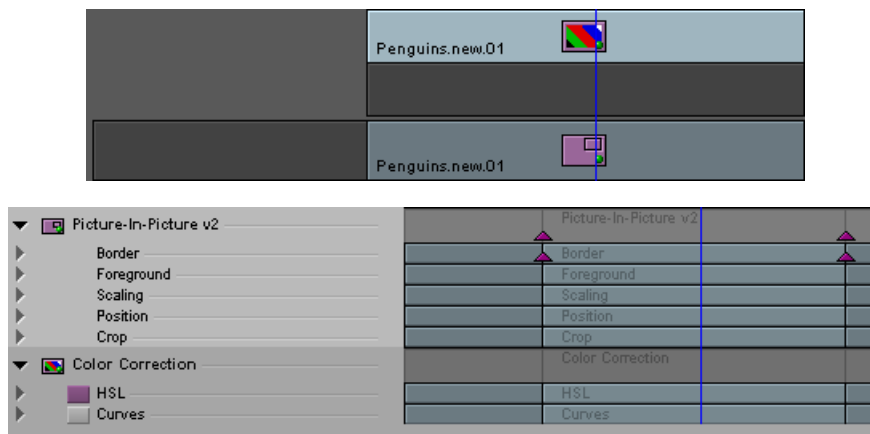 Penguins.new.01
Penguins.new.01
Picture-In-Picture v2 Picture-In-Picture v2
Border Border
Foreground Foreground
Scaling Scaling
Position Position
Crop Crop
Color Correction Color Correction
HSL HSL
Curves Curves